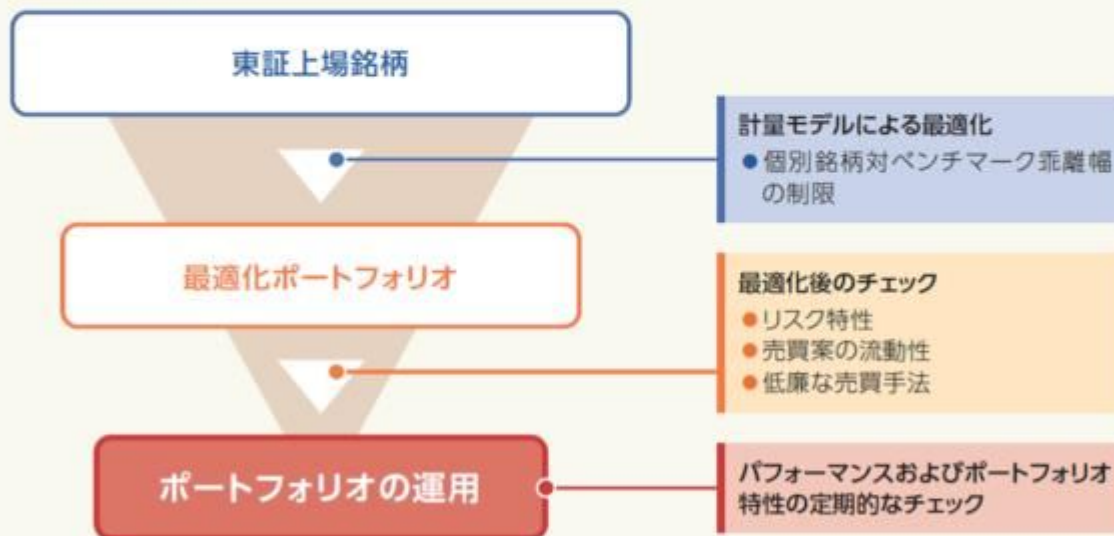 東証上場銘柄
計量モデルによる最適化
●個別銘柄対ベンチマーク乖離幅
の制限
最適化ポートフォリオ
最適化後のチェック
●リスク特性
●売買案の流動性
●低廉な売買手法
ポートフォリオの運用
パフォーマンスおよびポートフォリオ
特性の定期的なチェック